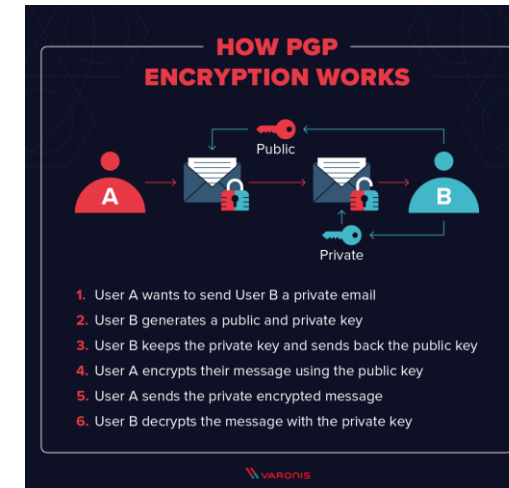 HOW PGP
ENCRYPTION WORKS
Public
A
B
Private
1. User A wants to send User B a private email
2. User B generates a public and private key
3. User B keeps the private key and sends back the public key
4. User A encrypts their message using the public key
5. User A sends the private encrypted message
6. User B decrypts the message with the private key
VARONIS